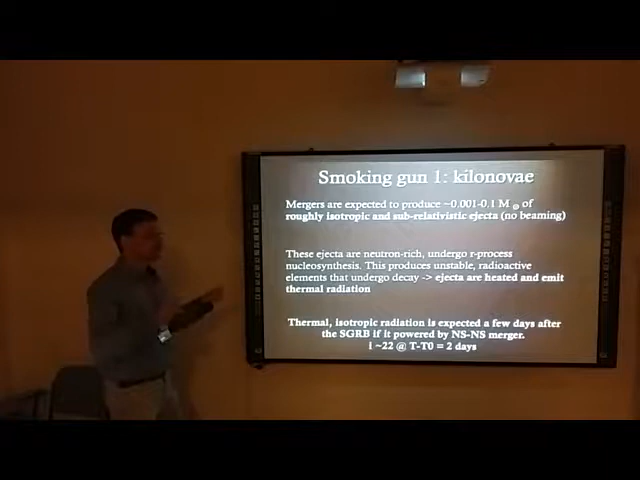 Smoking gun 1: kilonovae
Mergers are expected to produce ~0.001-0.1 M⊙ of
roughly isotropic and sub-relativistic ejecta (no beaming)
These ejecta are neutron-rich, undergo r-process
nucleosynthesis. This produces unstable, radioactive
elements that undergo decay -> ejecta are heated and emit
thermal radiation
Thermal, isotropic radiation is expected a few days after
the SGRB if it powered by NS-NS merger.
i ~22 @ T-T0 = 2 days